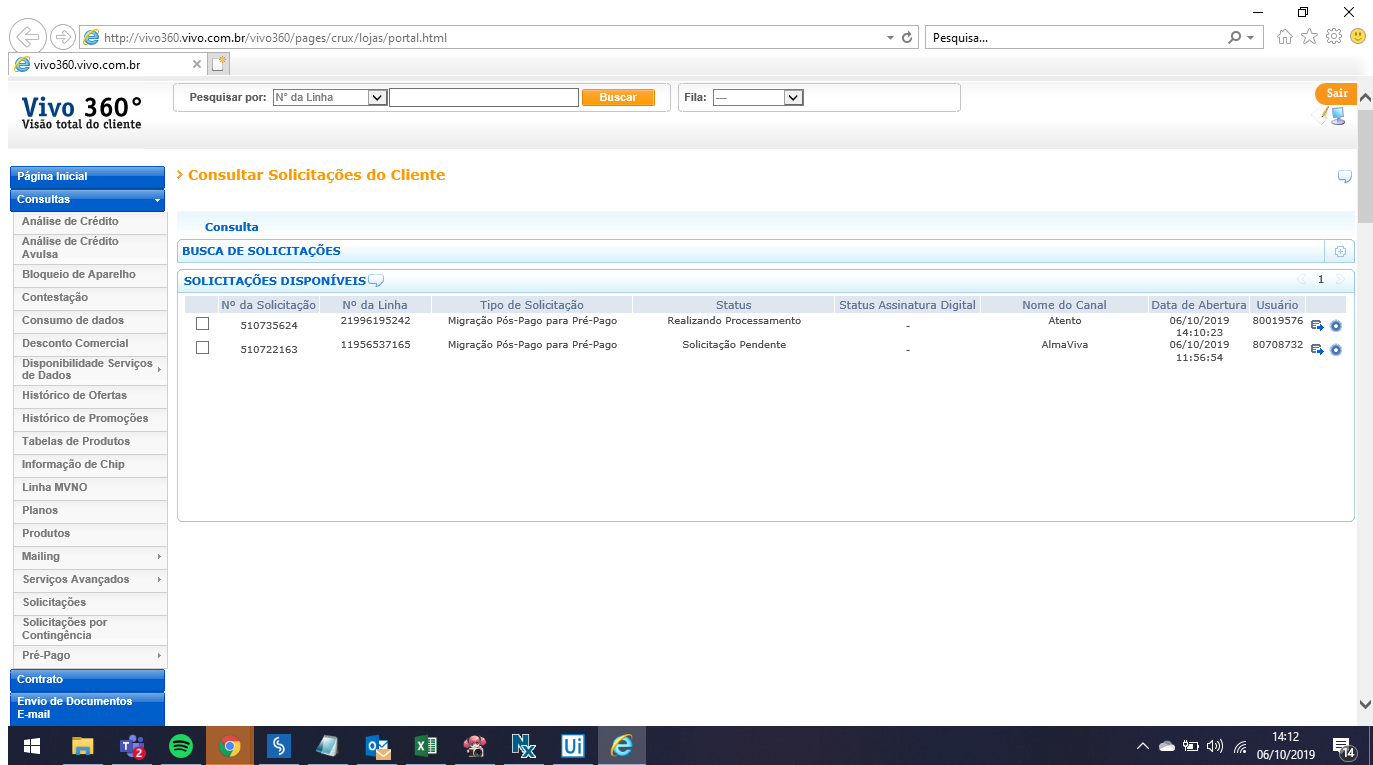 http://vivo360.vivo.com.br/vivo360/pages/crux/lojas/portal.html
Pesquisa...
vivo360.vivo.com.br
Vivo 360°
Visão total do cliente
Pesquisar por: N° da Linha Buscar
Fila: ---
Sair
Página Inicial
Consultas
Análise de Crédito
Análise de Crédito
Avulsa
Bloqueio de Aparelho
Contestação
Consumo de dados
Desconto Comercial
Disponibilidade Serviços
de Dados
Histórico de Ofertas
Histórico de Promoções
Tabelas de Produtos
Informação de Chip
Linha MVNO
Planos
Produtos
Mailing
Serviços Avançados
Solicitações
Solicitações por
Contingência
Pré-Pago
Contrato
Envio de Documentos
E-mail
> Consultar Solicitações do Cliente
Consulta
BUSCA DE SOLICITAÇÕES
SOLICITAÇÕES DISPONÍVEIS
1
Nº da Solicitação Nº da Linha Tipo de Solicitação Status Status Assinatura Digital Nome do Canal Data de Abertura Usuário
510735624 21996195242 Migração Pós-Pago para Pré-Pago Realizando Processamento - Atento 06/10/2019 80019576
14:10:23
510722163 11956537165 Migração Pós-Pago para Pré-Pago Solicitação Pendente - AlmaViva 06/10/2019 80708732
11:56:54
2
Ui
14:12
06/10/2019
14